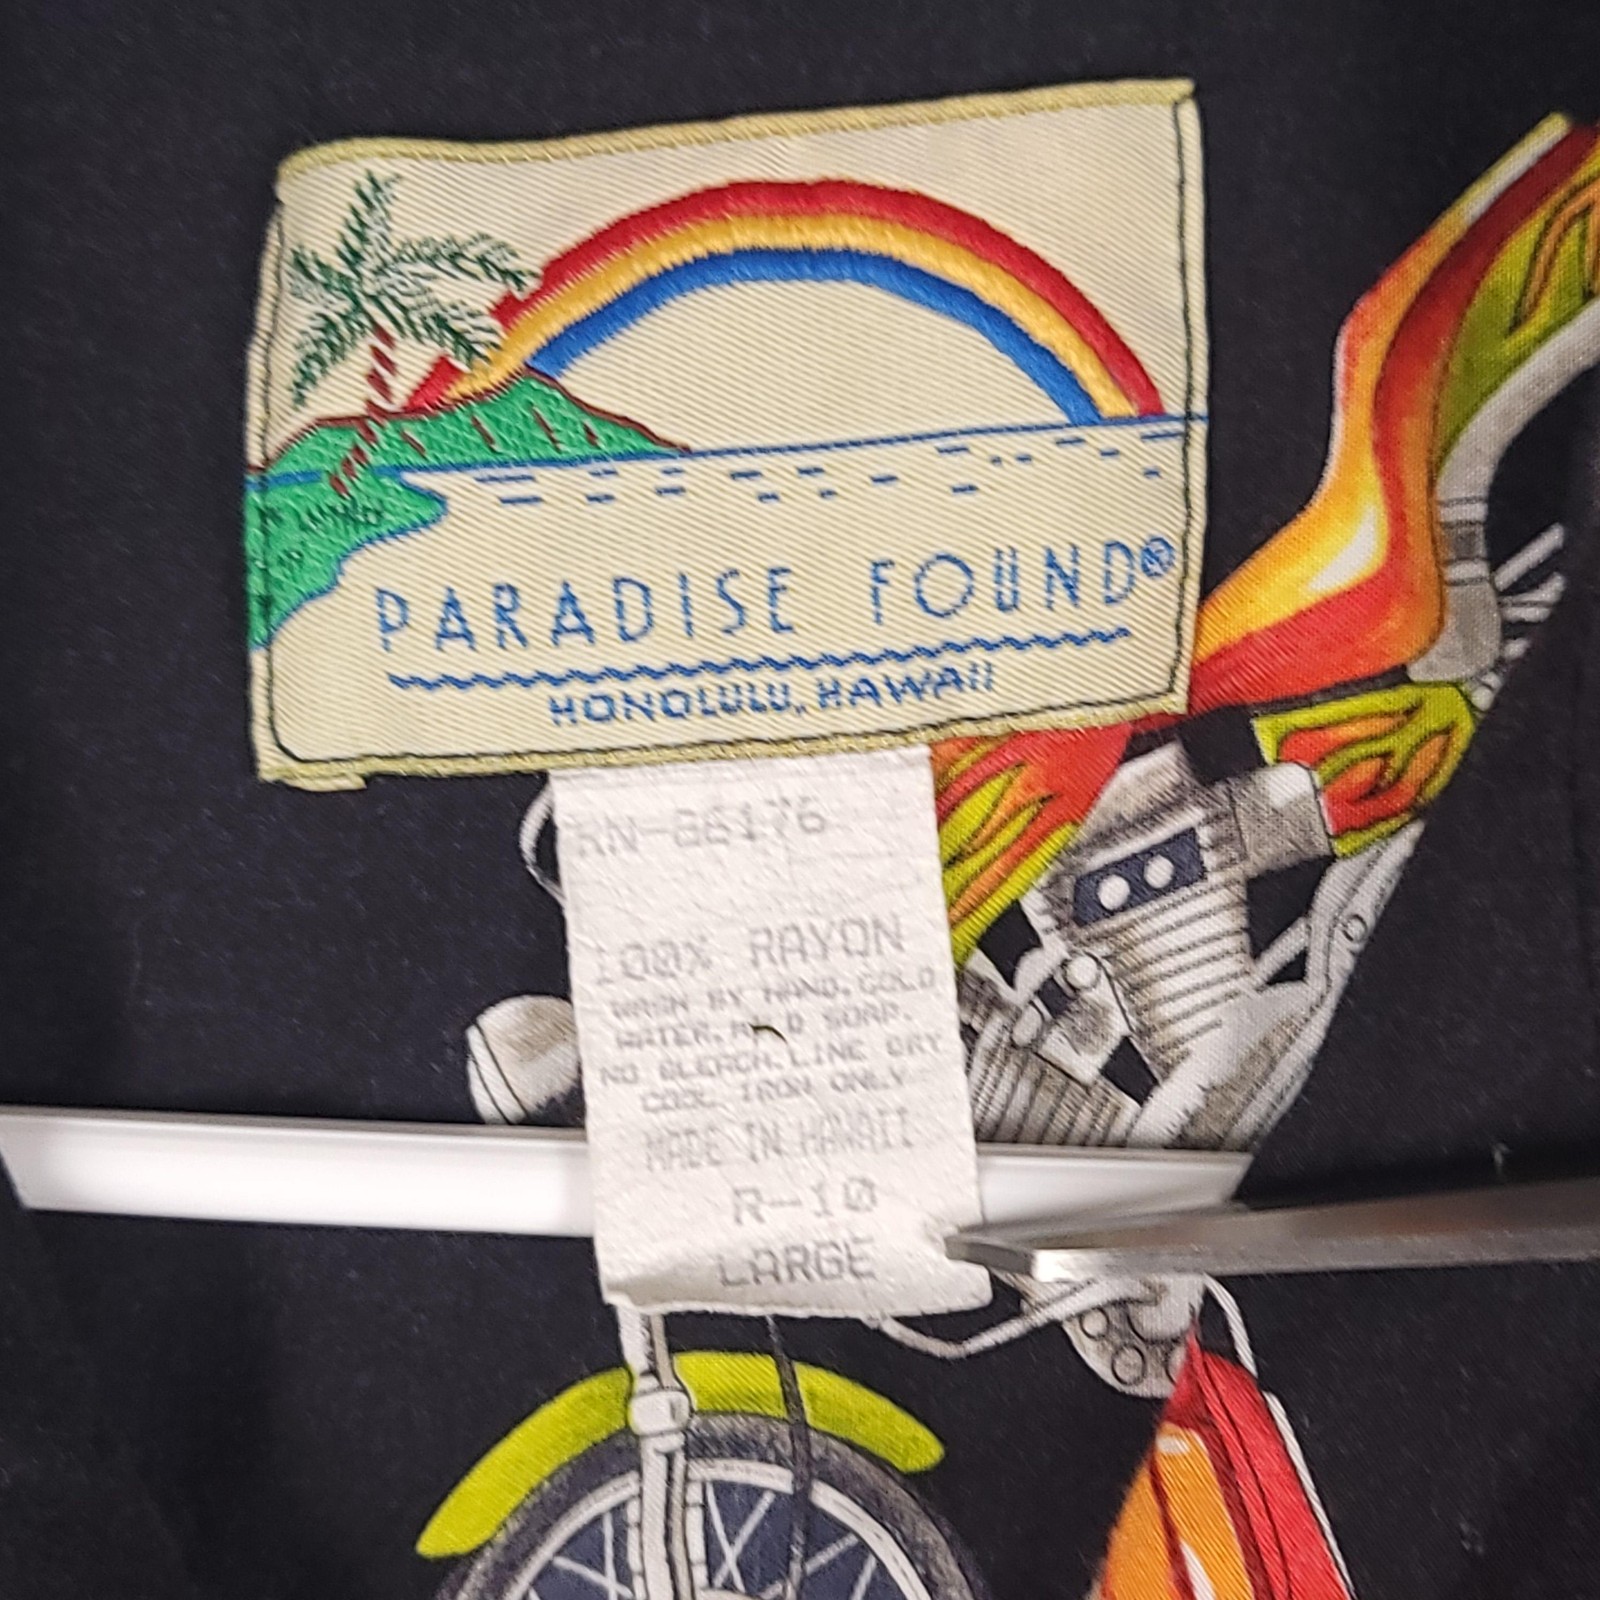 PARADISE FOUND®
HONOLULU, HAWAII
RN-86176
100% RAYON
WASH BY HAND. COLD
WATER. MILD SOAP.
NO BLEACH. LINE DRY
COOL IRON ONLY
MADE IN HAWAII
R-10
LARGE